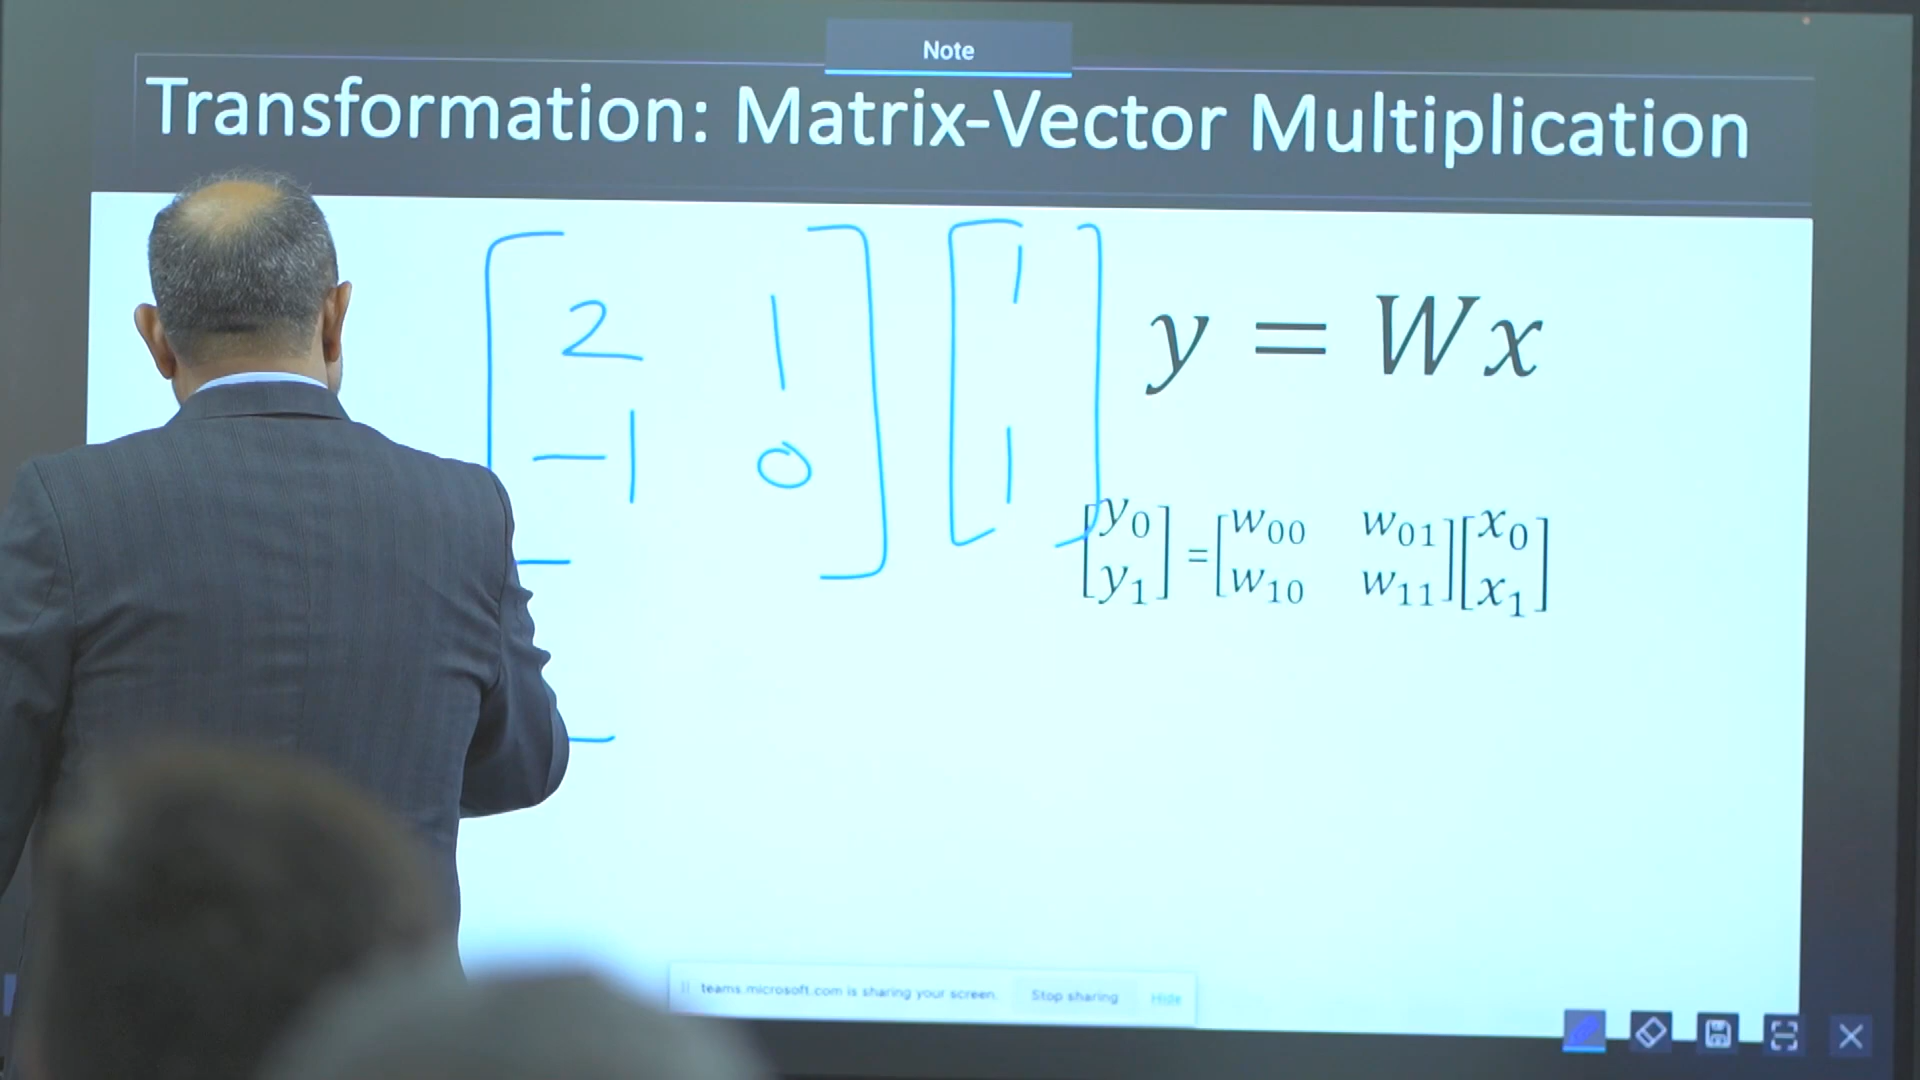 Note
Transformation: Matrix-Vector Multiplication
2 1 1
-1 0 1
y = Wx
y0 = w00 w01 x0
y1 w10 w11 x1
teams.microsoft.com is sharing your screen. Stop sharing Hide